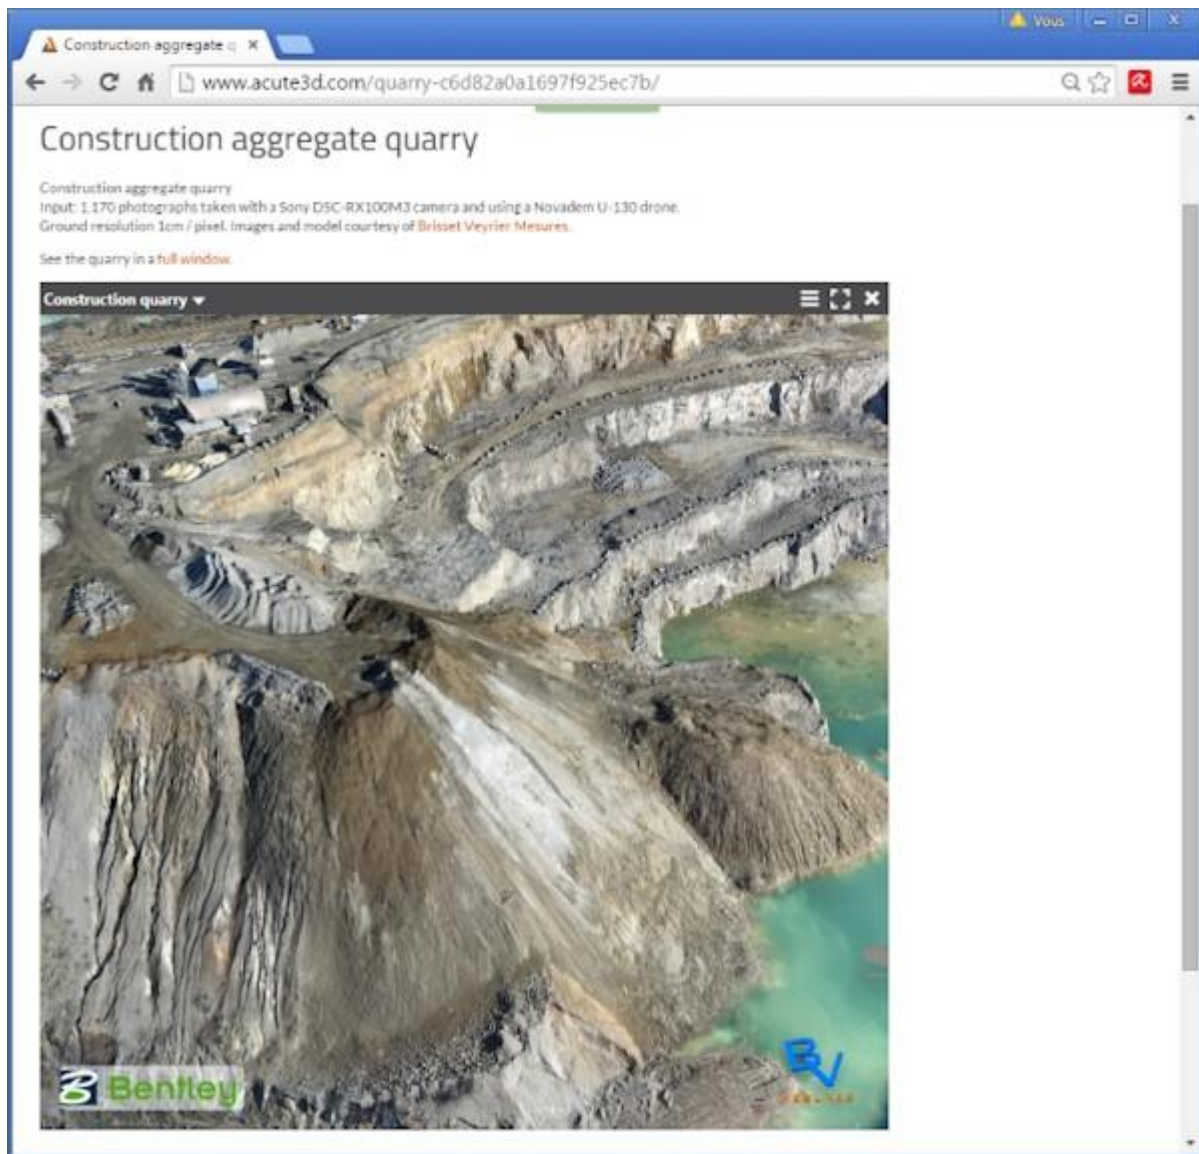 Vous
Construction aggregate q
www.acute3d.com/quarry-c6d82a0a1697f925ec7b/
Construction aggregate quarry
Construction aggregate quarry
Input: 1,170 photographs taken with a Sony DSC-RX100M3 camera and using a Novadem U-130 drone.
Ground resolution 1cm / pixel. Images and model courtesy of Brisset Veyrier Mesures.
See the quarry in a full window.
Construction quarry
BV
Bentley